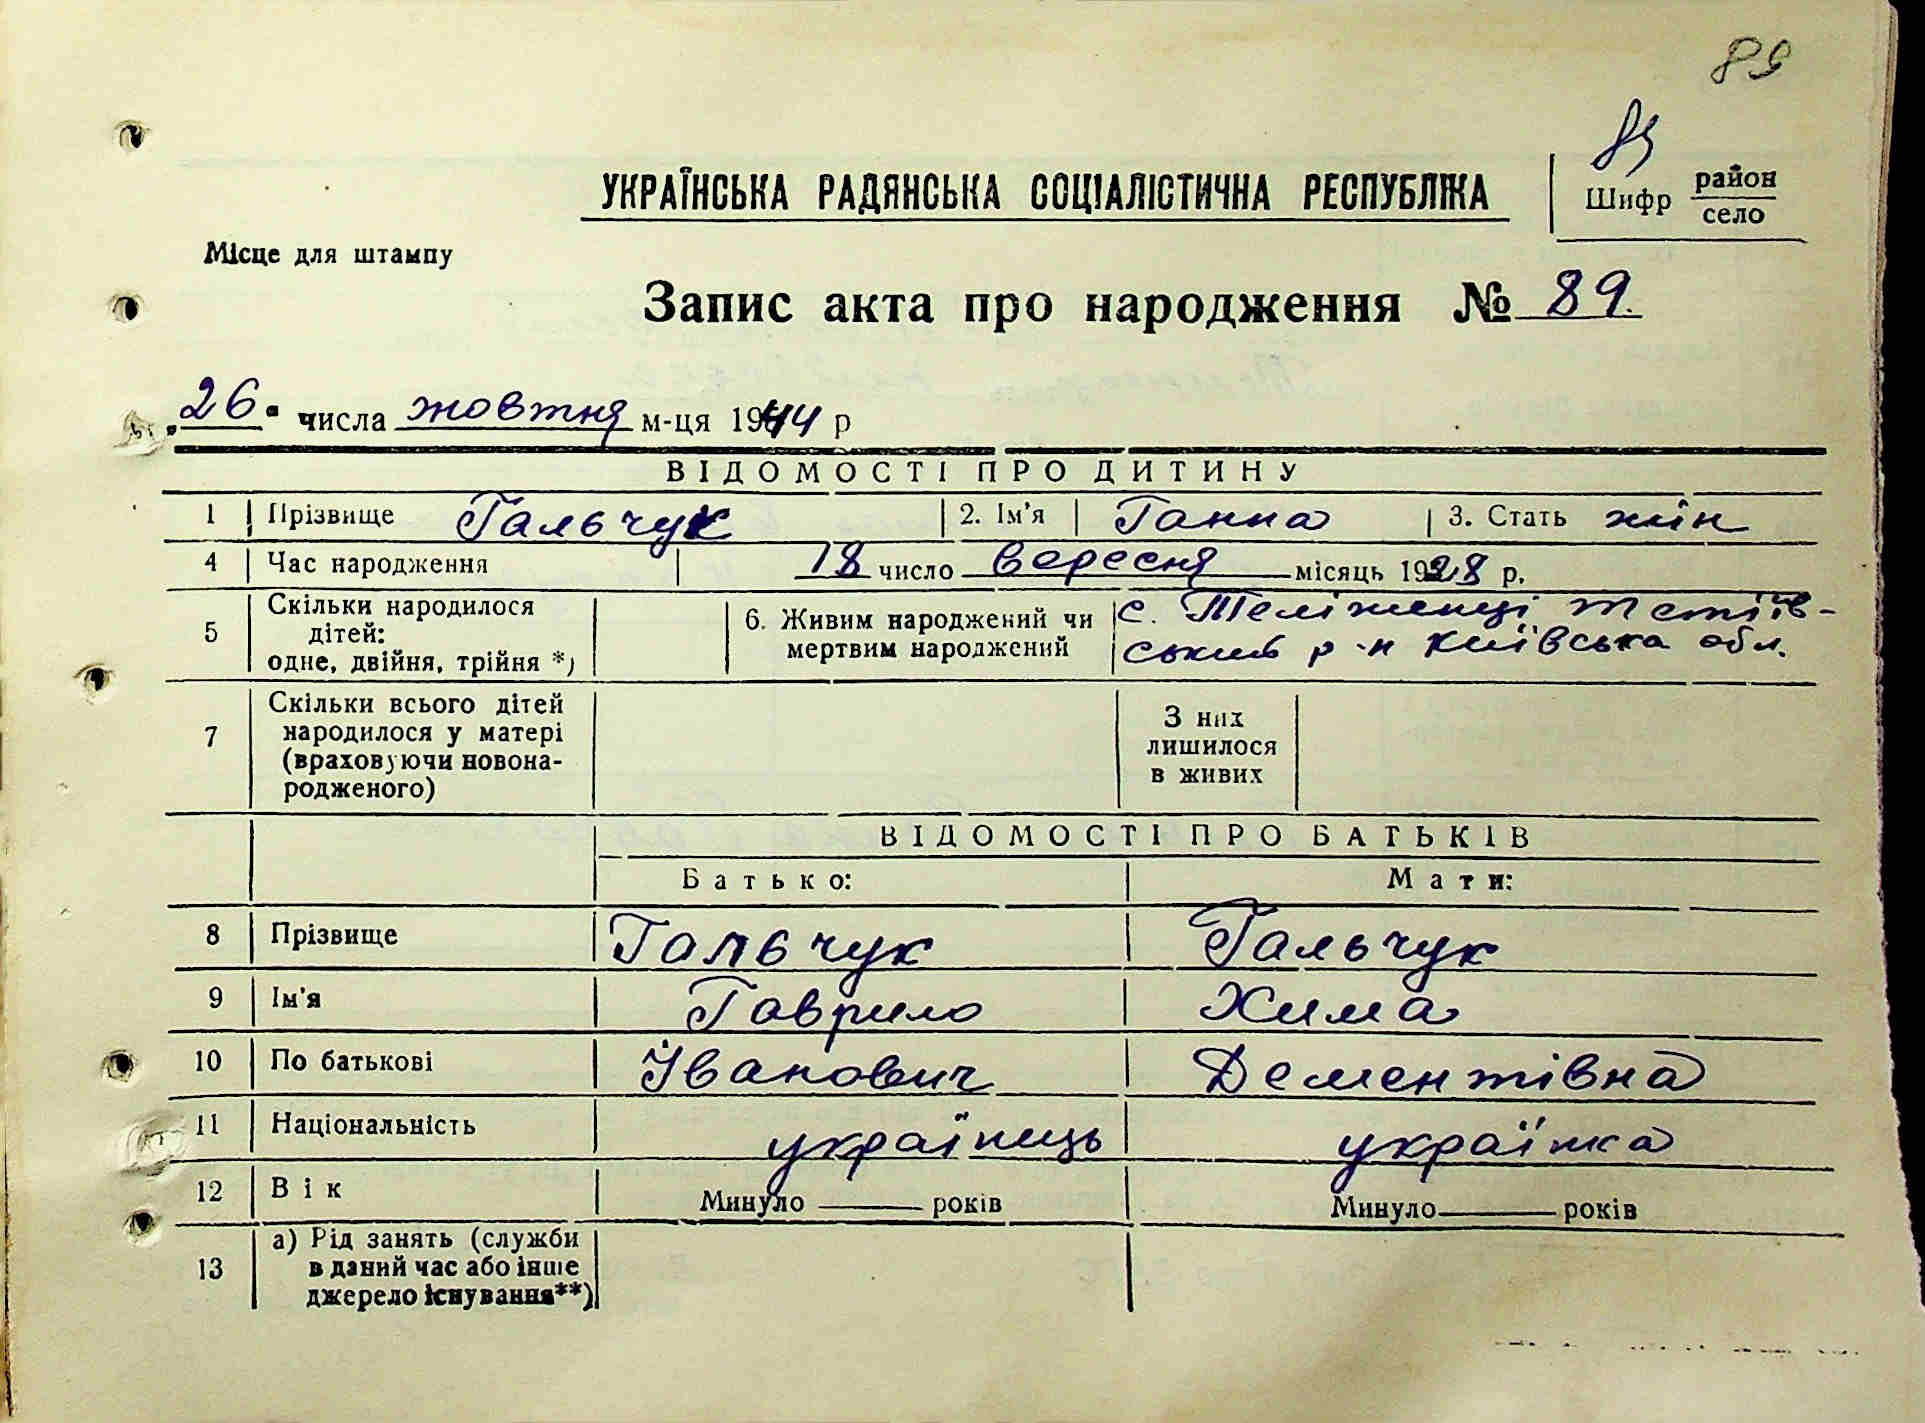 89
89
УКРАЇНСЬКА РАДЯНСЬКА СОЦІАЛІСТИЧНА РЕСПУБЛІКА
Шифр район село
Місце для штампу
Запис акта про народження № 89.
„26" числа жовтня м-ця 1944 р
ВІДОМОСТІ ПРО ДИТИНУ
1 Прізвище Гальчук 2. Ім'я Ганна 3. Стать жін
4 Час народження 18 число вересня місяць 1928 р.
5 Скільки народилося дітей: одне, двійня, трійня *)
6. Живим народжений чи мертвим народжений
с. Теліженці Тетіїв-
ський р-н Київська обл.
7 Скільки всього дітей народилося у матері (враховуючи новонародженого)
З них лишилося в живих
ВІДОМОСТІ ПРО БАТЬКІВ
Батько: Мати:
8 Прізвище Гальчук Гальчук
9 Ім'я Гаврило Хима
10 По батькові Іванович Дементівна
11 Національність українець українка
12 Вік Минуло років Минуло років
13 а) Рід занять (служби
в даний час або інше
джерело існування**)